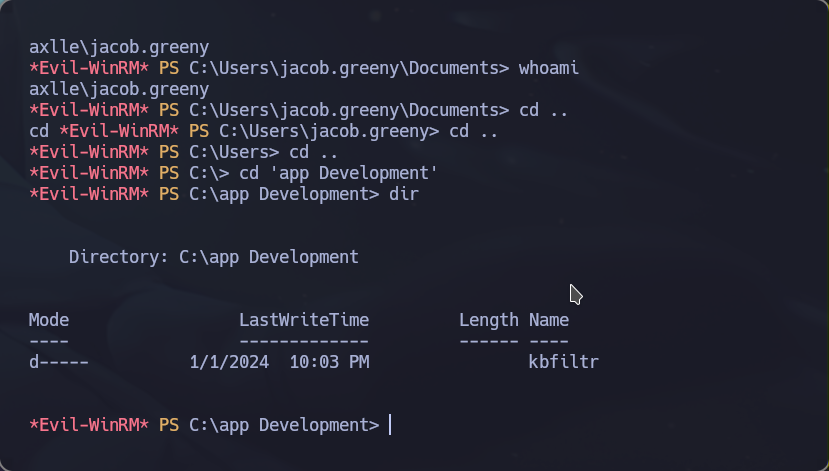 axlle\jacob.greeny
*Evil-WinRM* PS C:\Users\jacob.greeny\Documents> whoami
axlle\jacob.greeny
*Evil-WinRM* PS C:\Users\jacob.greeny\Documents> cd ..
cd *Evil-WinRM* PS C:\Users\jacob.greeny> cd ..
*Evil-WinRM* PS C:\Users> cd ..
*Evil-WinRM* PS C:\> cd 'app Development'
*Evil-WinRM* PS C:\app Development> dir
Directory: C:\app Development
Mode LastWriteTime Length Name
---- ------------- ------ ----
d----- 1/1/2024 10:03 PM kbfiltr
*Evil-WinRM* PS C:\app Development>